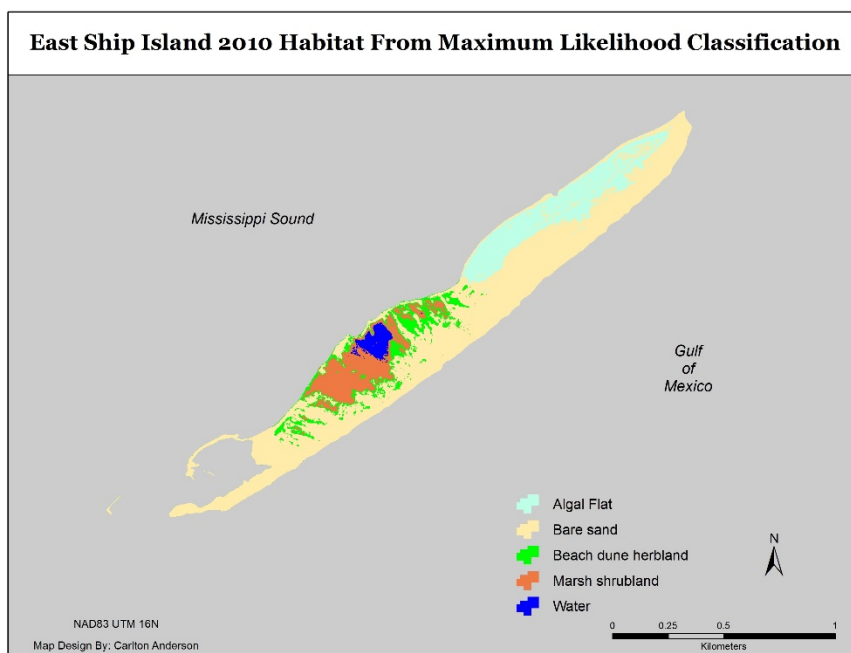 East Ship Island 2010 Habitat From Maximum Likelihood Classification
Mississippi Sound
Gulf
of
Mexico
Algal Flat
Bare sand
Beach dune herbland
Marsh shrubland
Water
N
NAD83 UTM 16N
Map Design By: Carlton Anderson
0 0.25 0.5 1
Kilometers